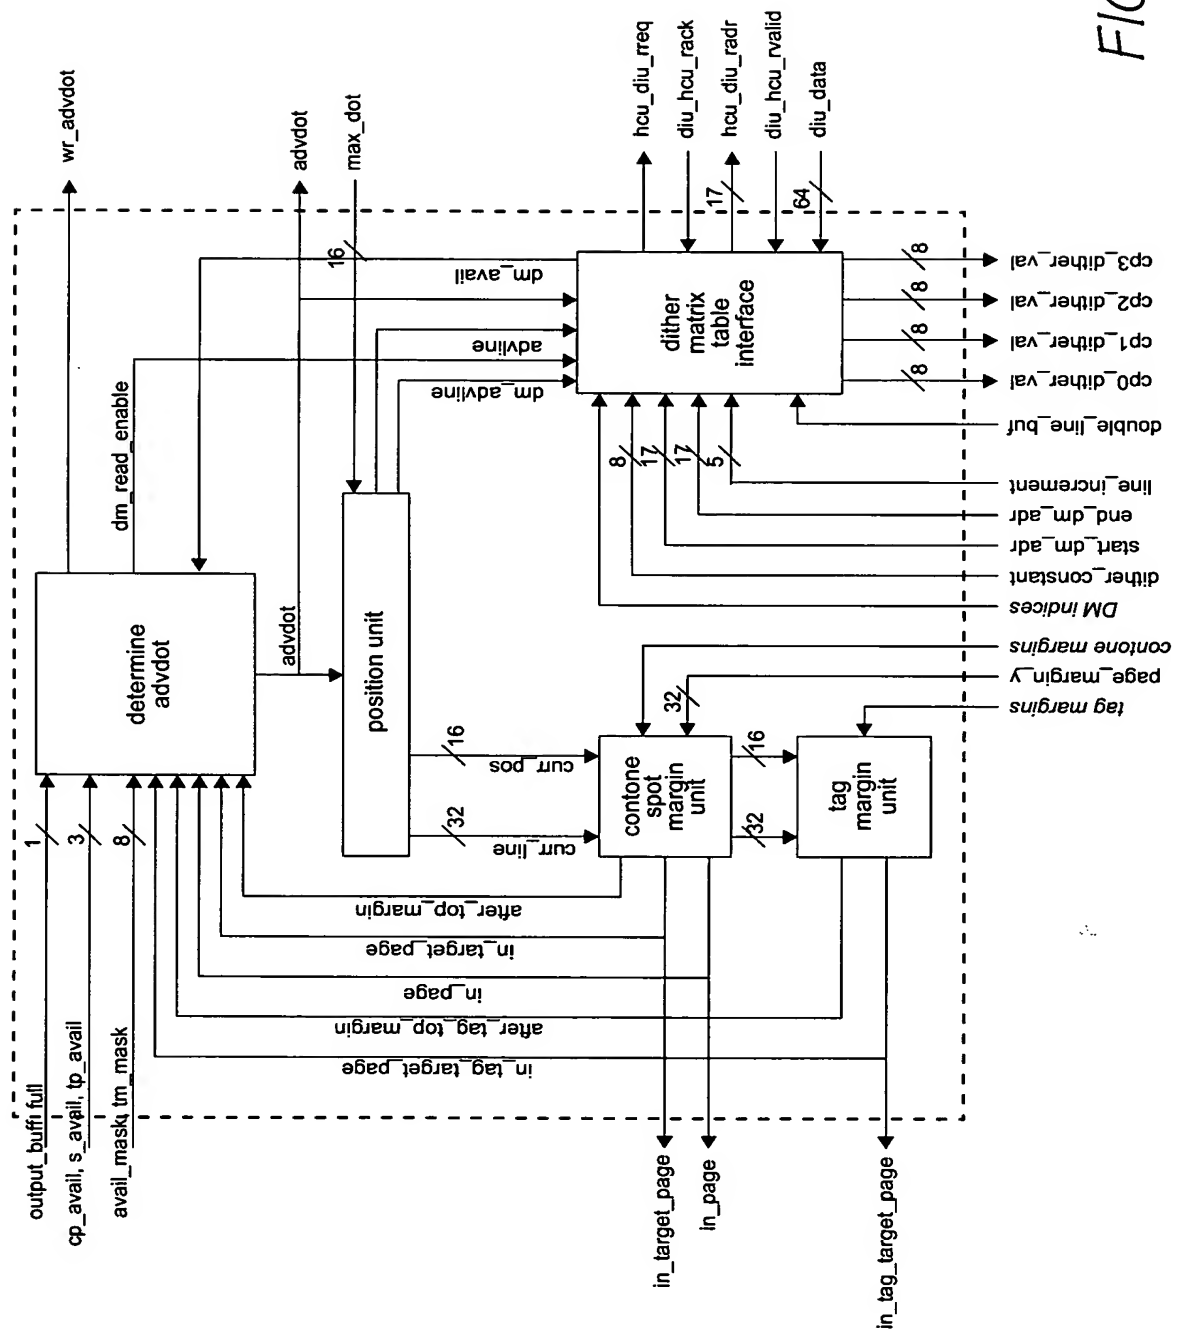 FIG
wr_advdot
advdot
max_dot
hcu_diu_rreq
diu_hcu_rack
hcu_diu_radr
17
diu_hcu_rvalid
diu_data
64
16
dm_avail
advline
dm_advline
dm_read_enable
determine
advdot
advdot
position unit
dither
matrix
table
interface
8
8
8
8
cp3_dither_val
cp2_dither_val
cp1_dither_val
cp0_dither_val
double_line_buf
line_increment
end_dm_adr
start_dm_adr
dither_constant
DM indices
5
17
17
8
contone margins
page_margin_y
tag margins
32
16
curr_pos
32
curr_line
contone
spot
margin
unit
16
32
tag
margin
unit
1
3
8
output_buff full
cp_avail, s_avail, tp_avail
avail_mask, tm_mask
after_top_margin
in_target_page
in_page
after_tag_top_margin
in_tag_target_page
in_target_page
in_page
in_tag_target_page